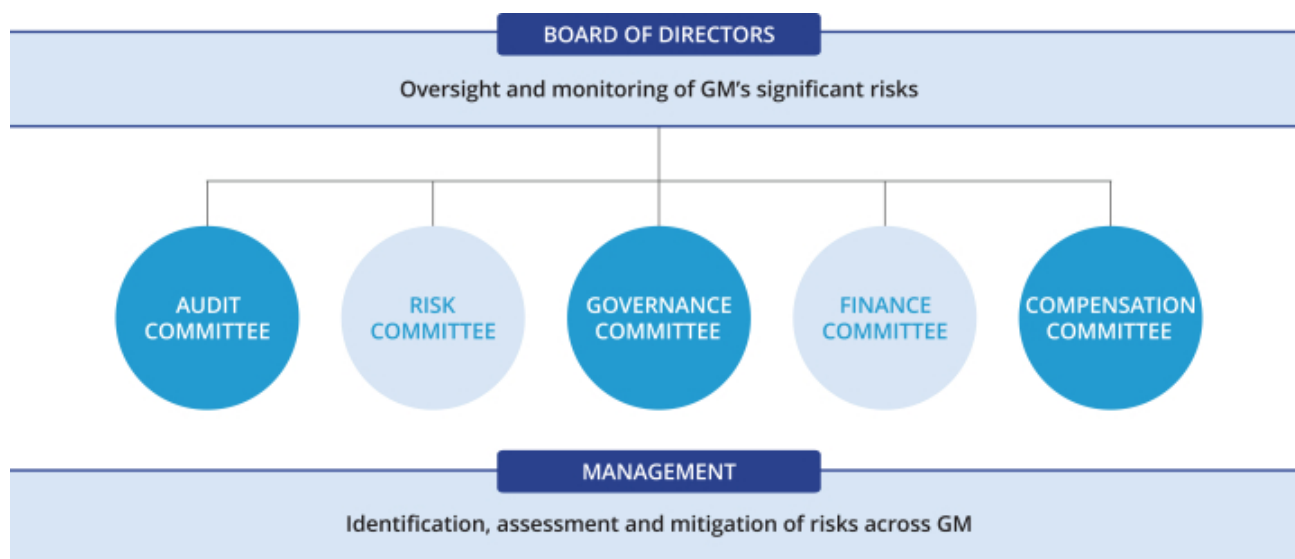 BOARD OF DIRECTORS
Oversight and monitoring of GM’s significant risks
AUDIT
COMMITTEE
RISK
COMMITTEE
GOVERNANCE
COMMITTEE
FINANCE
COMMITTEE
COMPENSATION
COMMITTEE
MANAGEMENT
Identification, assessment and mitigation of risks across GM